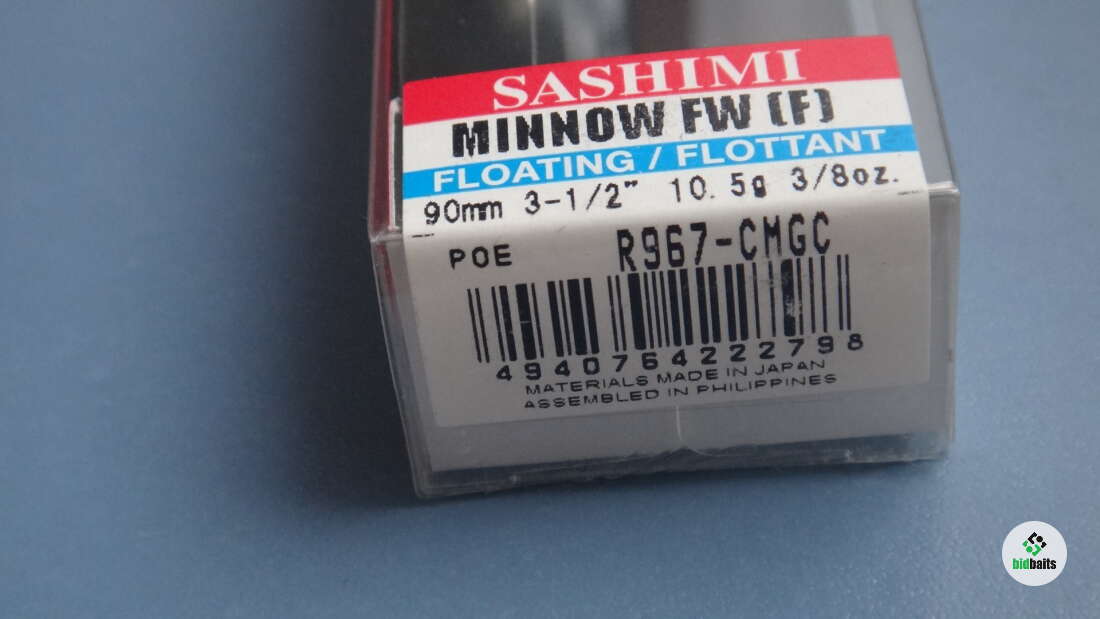 SASHIMI
MINNOW FW (F)
FLOATING / FLOTTANT
90mm 3-1/2" 10.5g 3/8oz.
POE R967-CMGC
4940764222798
MATERIALS MADE IN JAPAN
ASSEMBLED IN PHILIPPINES
bidbaits